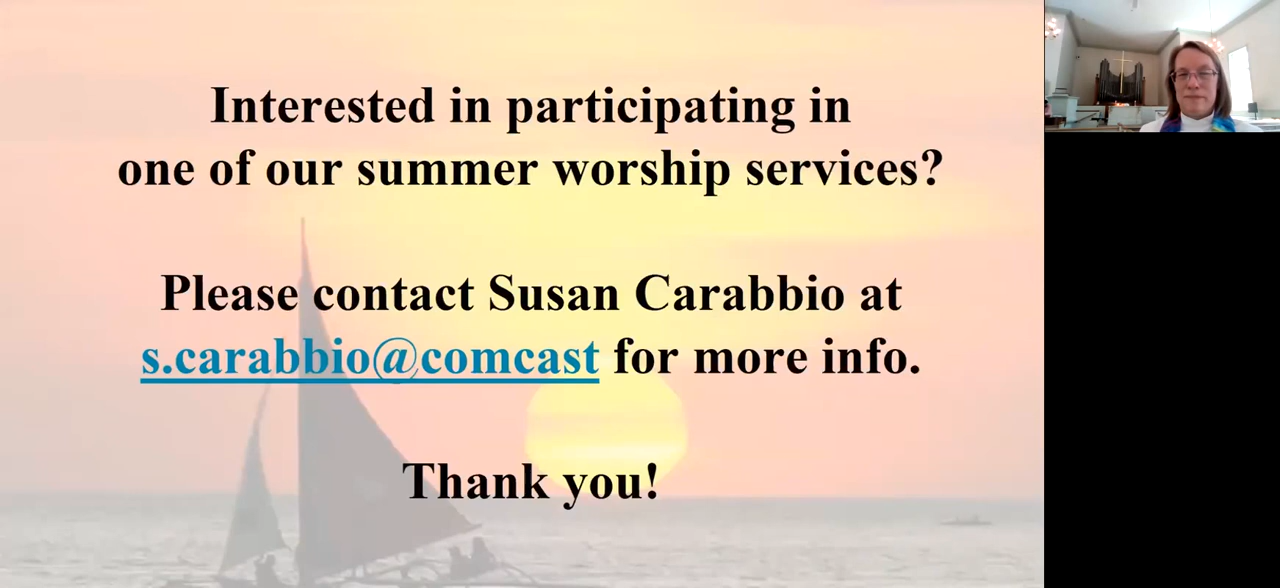 Interested in participating in
one of our summer worship services?
Please contact Susan Carabbio at
s.carabbio@comcast for more info.
Thank you!